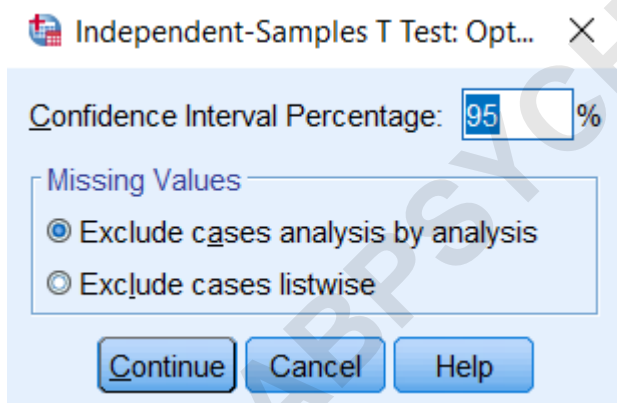 Independent-Samples T Test: Opt...
Confidence Interval Percentage: 95 %
Missing Values
Exclude cases analysis by analysis
Exclude cases listwise
Continue Cancel Help
ABPSYCH